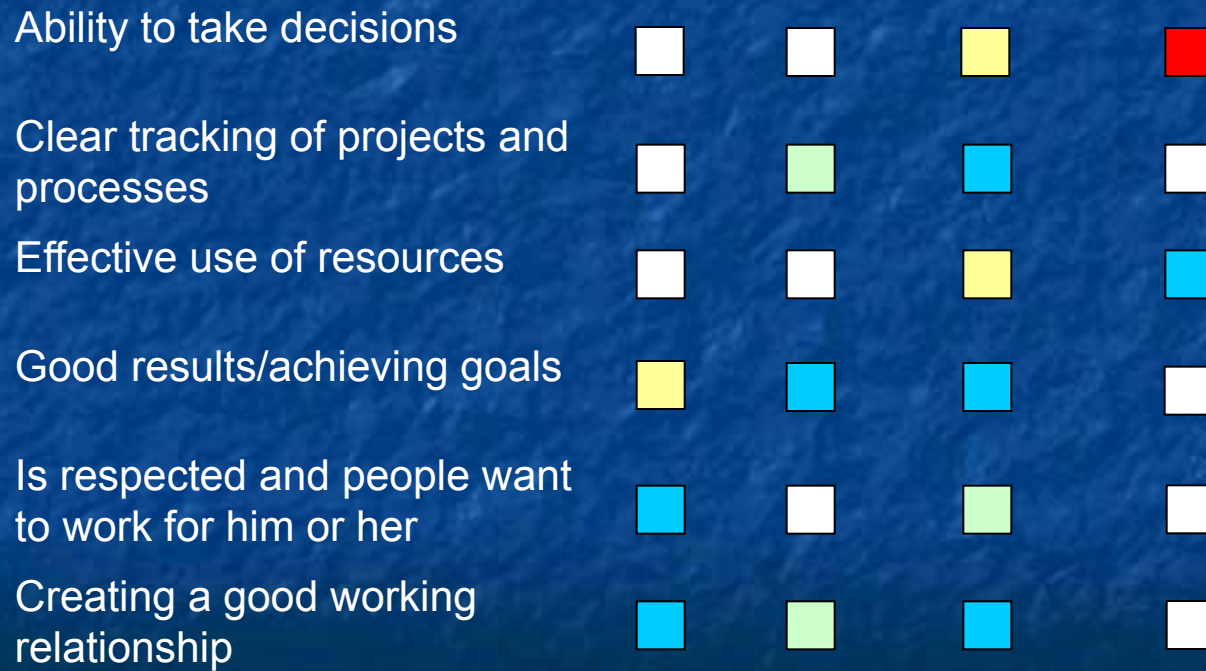 Ability to take decisions
Clear tracking of projects and
processes
Effective use of resources
Good results/achieving goals
Is respected and people want
to work for him or her
Creating a good working
relationship